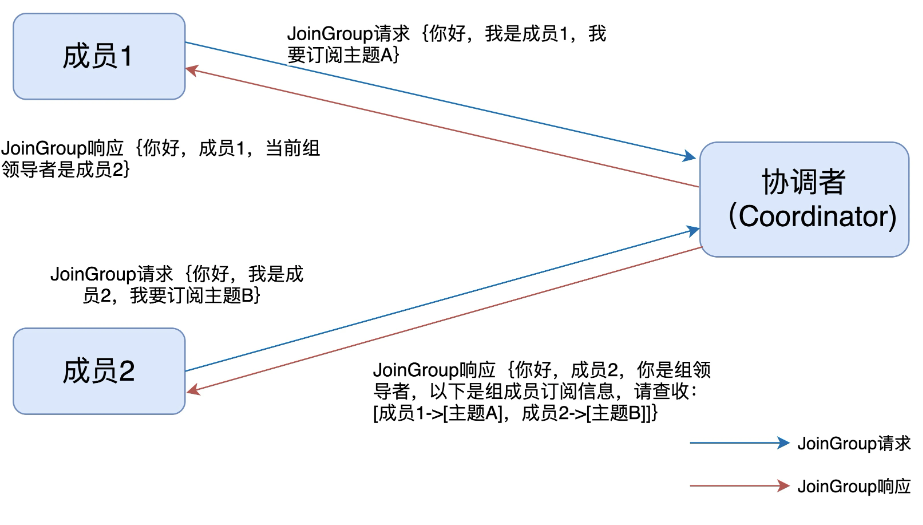 成员1
JoinGroup请求｛你好，我是成员1，我
要订阅主题A｝
JoinGroup响应｛你好，成员1，当前组
领导者是成员2｝
协调者
（Coordinator)
JoinGroup请求｛你好，我是成
员2，我要订阅主题B｝
成员2
JoinGroup响应｛你好，成员2，你是组领
导者，以下是组成员订阅信息，请查收：
[成员1->[主题A]，成员2->[主题B]]｝
JoinGroup请求
JoinGroup响应